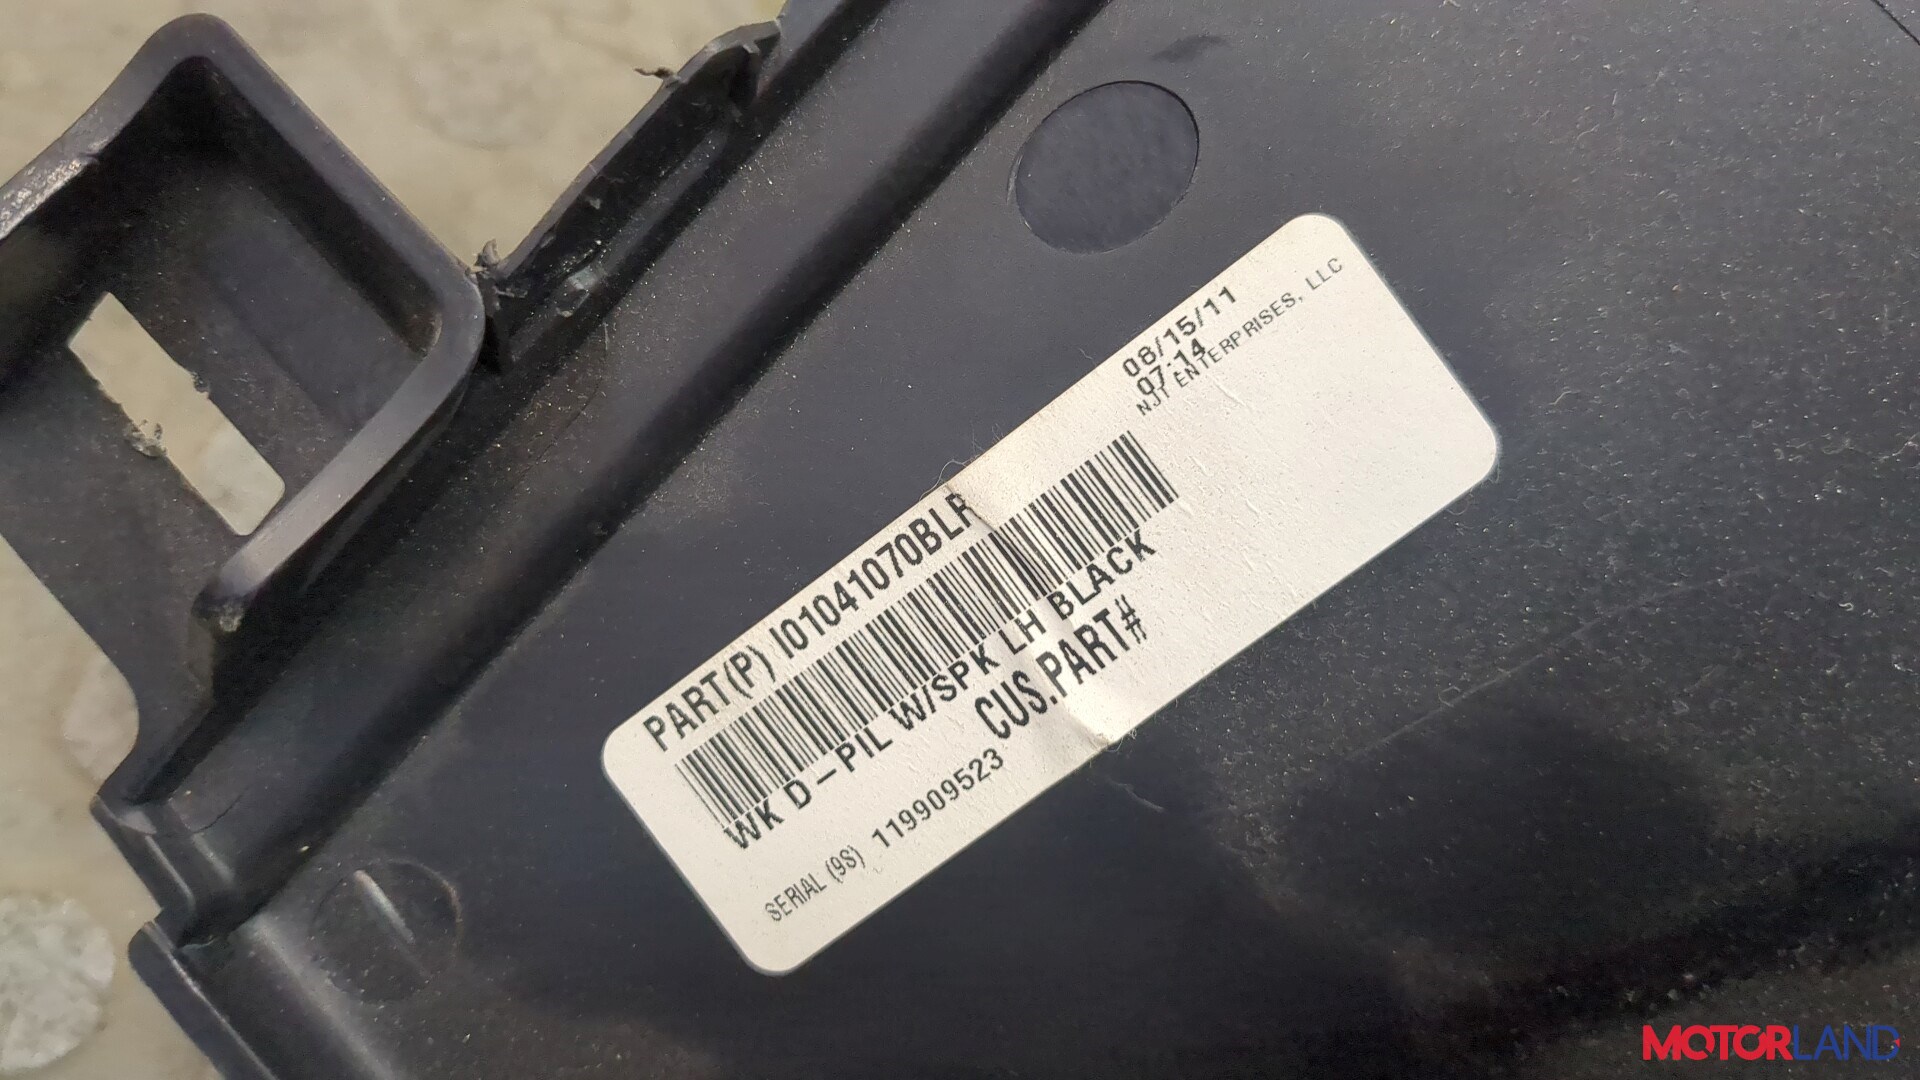 08/15/11
07:14
NJT ENTERPRISES, LLC
PART(P) I01041070BLR
WK D-PIL W/SPK LH BLACK
CUS.PART#
SERIAL (9S) 119909523
MOTORLAND